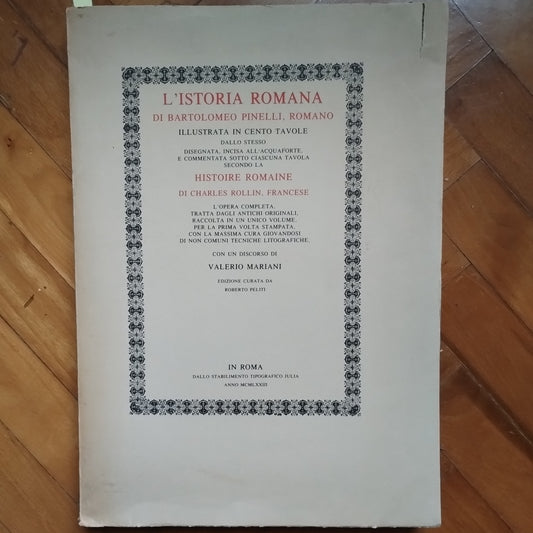 L'ISTORIA ROMANA
DI BARTOLOMEO PINELLI, ROMANO
ILLUSTRATA IN CENTO TAVOLE
DALLO STESSO
DISEGNATA, INCISA ALL'ACQUAFORTE,
E COMMENTATA SOTTO CIASCUNA TAVOLA
SECONDO LA
HISTOIRE ROMAINE
DI CHARLES ROLLIN, FRANCESE
L'OPERA COMPLETA,
TRATTA DAGLI ANTICHI ORIGINALI,
RACCOLTA IN UN UNICO VOLUME,
PER LA PRIMA VOLTA STAMPATA,
CON LA MASSIMA CURA GIOVANDOSI
DI NON COMUNI TECNICHE LITOGRAFICHE,
CON UN DISCORSO DI
VALERIO MARIANI
EDIZIONE CURATA DA
ROBERTO PELITI
IN ROMA
DALLO STABILIMENTO TIPOGRAFICO JULIA
ANNO MCMLXXIII